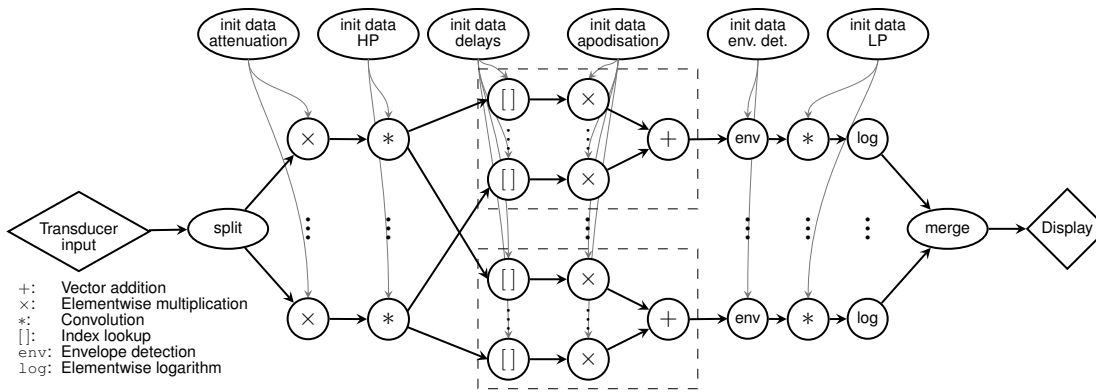 init data
attenuation
init data
HP
init data
delays
init data
apodisation
init data
env. det.
init data
LP
[] × 
× * + env * log
[] ×
Transducer
input
split
merge
Display
[] ×
× * + env * log
[] ×
+: Vector addition
×: Elementwise multiplication
*: Convolution
[]: Index lookup
env: Envelope detection
log: Elementwise logarithm